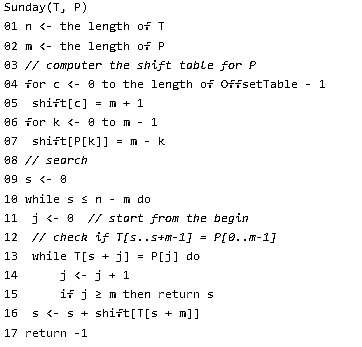 Sunday(T, P)
01 n <- the length of T
02 m <- the length of P
03 // computer the shift table for P
04 for c <- 0 to the length of OffsetTable - 1
05  shift[c] = m + 1
06 for k <- 0 to m - 1
07  shift[P[k]] = m - k
08 // search
09 s <- 0
10 while s ≤ n - m do
11  j <- 0  // start from the begin
12  // check if T[s..s+m-1] = P[0..m-1]
13  while T[s + j] = P[j] do
14      j <- j + 1
15      if j ≥ m then return s
16  s <- s + shift[T[s + m]]
17 return -1